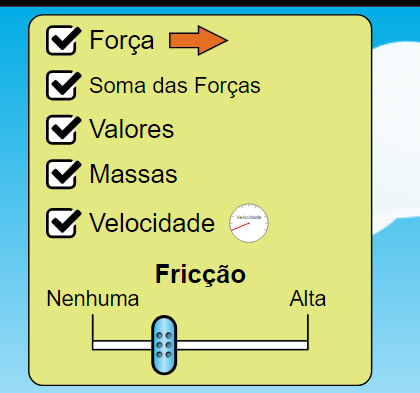 Força
Soma das Forças
Valores
Massas
Velocidade
Velocidade
Fricção
Nenhuma Alta